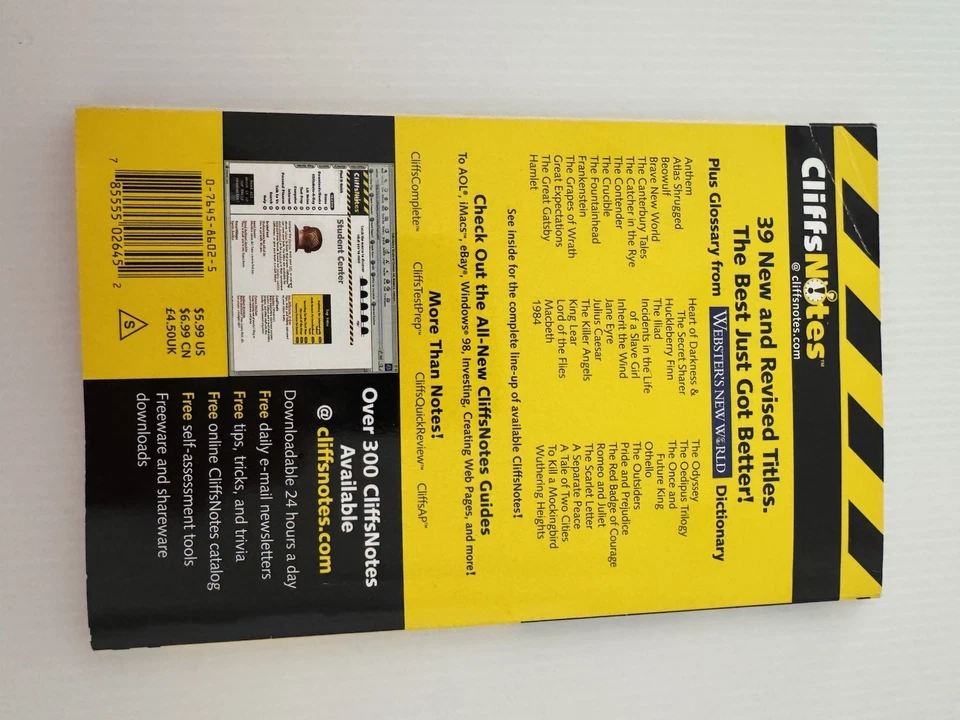 CliffsNotes™
@ cliffsnotes.com
39 New and Revised Titles.
The Best Just Got Better!
Plus Glossary from WEBSTER'S NEW WORLD Dictionary
Anthem
Atlas Shrugged
Beowulf
Brave New World
The Canterbury Tales
The Catcher in the Rye
The Contender
The Crucible
The Fountainhead
Frankenstein
The Grapes of Wrath
Great Expectations
The Great Gatsby
Hamlet
Heart of Darkness &
The Secret Sharer
Huckleberry Finn
The Iliad
Incidents in the Life
of a Slave Girl
Inherit the Wind
Jane Eyre
Julius Caesar
The Killer Angels
King Lear
Lord of the Flies
Macbeth
1984
The Odyssey
The Oedipus Trilogy
The Once and
Future King
Othello
The Outsiders
Pride and Prejudice
The Red Badge of Courage
Romeo and Juliet
The Scarlet Letter
A Separate Peace
A Tale of Two Cities
To Kill a Mockingbird
Wuthering Heights
See inside for the complete line-up of available CliffsNotes!
Check Out the All-New CliffsNotes Guides
To AOL®, iMacs™, eBay® Windows® 98, Investing, Creating Web Pages, and more!
More Than Notes!
CliffsComplete™ CliffsTestPrep™ CliffsQuickReview™ CliffsAP™
CliffsNotes
Student Center
Over 300 CliffsNotes
Available
@ cliffsnotes.com
Downloadable 24 hours a day
Free daily e-mail newsletters
Free tips, tricks, and trivia
Free online CliffsNotes catalog
Free self-assessment tools
Freeware and shareware
downloads
$5.99 US
$6.99 CN
£4.50UK
0-7645-8602-5
7 85555 02645 2
S